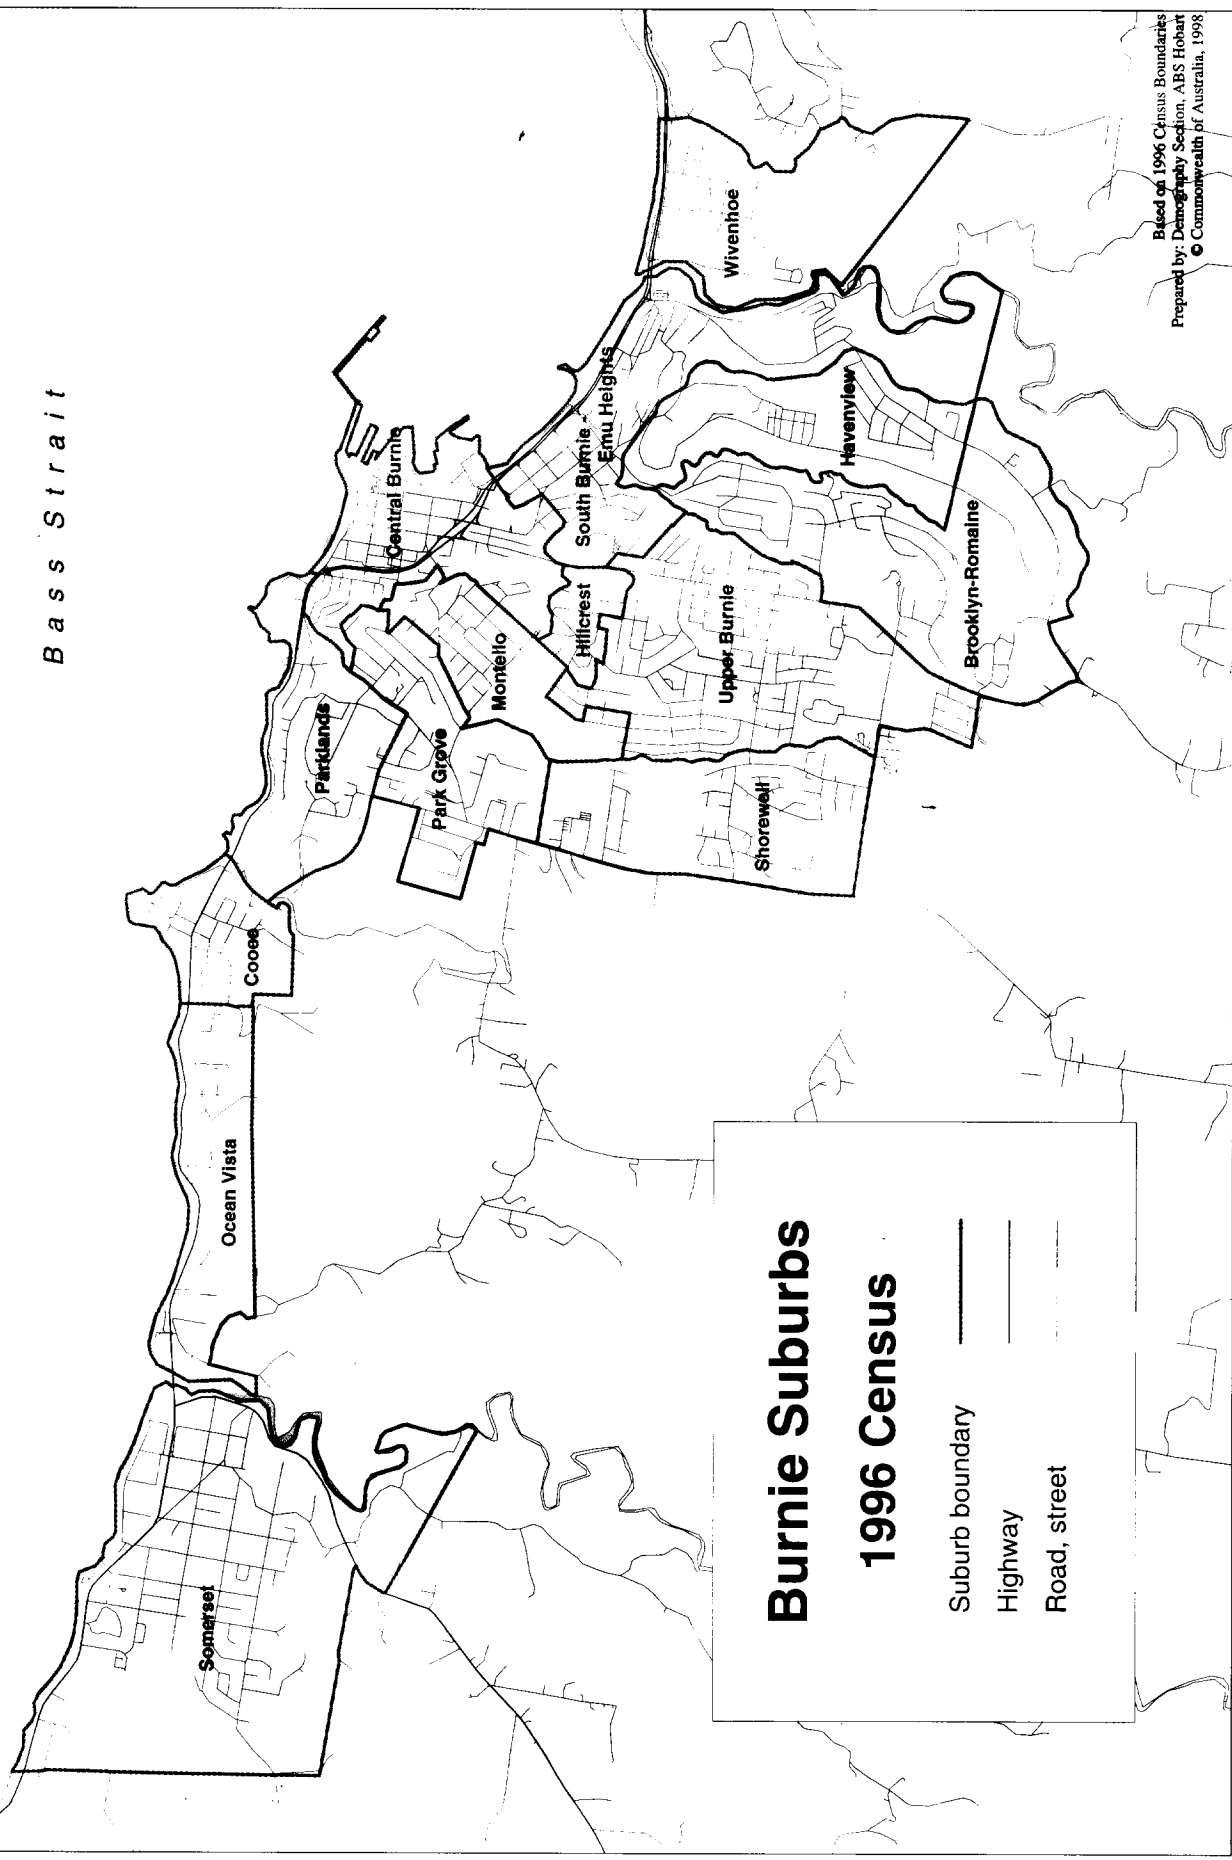 Bass Strait
Somerset
Ocean Vista
Cooee
Parklands
Park Grove
Montello
Central Burnie
Hillcrest
South Burnie -
Emu Heights
Upper Burnie
Shorewell
Havenview
Wivenhoe
Brooklyn-Romaine
Burnie Suburbs
1996 Census
Suburb boundary
Highway
Road, street
Based on 1996 Census Boundaries
Prepared by: Demography Section, ABS Hobart
© Commonwealth of Australia, 1998